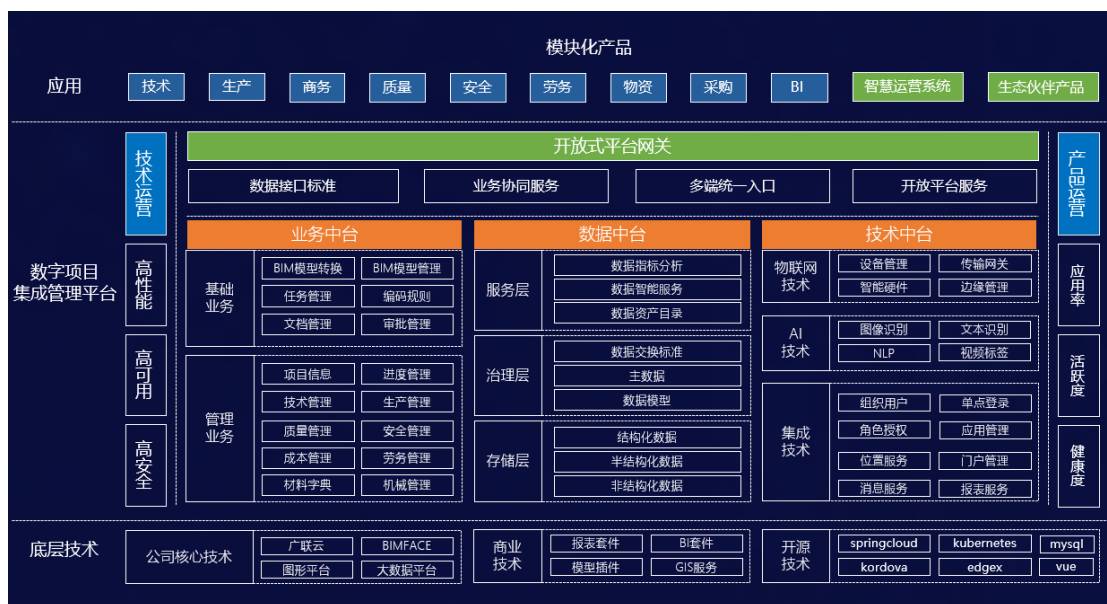 模块化产品
应用
技术 生产 商务 质量 安全 劳务 物资 采购 BI 智慧运营系统 生态伙伴产品
数字项目
集成管理平台
技术运营
高性能
高可用
高安全
开放式平台网关
数据接口标准 业务协同服务 多端统一入口 开放平台服务
业务中台
基础
业务
BIM模型转换 BIM模型管理
任务管理 编码规则
文档管理 审批管理
管理
业务
项目信息 进度管理
技术管理 生产管理
质量管理 安全管理
成本管理 劳务管理
材料字典 机械管理
数据中台
服务层
数据指标分析
数据智能服务
数据资产目录
治理层
数据交换标准
主数据
数据模型
存储层
结构化数据
半结构化数据
非结构化数据
技术中台
物联网
技术
设备管理 传输网关
智能硬件 边缘管理
AI
技术
图像识别 文本识别
NLP 视频标签
集成
技术
组织用户 单点登录
角色授权 应用管理
位置服务 门户管理
消息服务 报表服务
产品运营
应用率
活跃度
健康度
底层技术
公司核心技术
广联云 BIMFACE
图形平台 大数据平台
商业
技术
报表套件 BI套件
模型插件 GIS服务
开源
技术
springcloud kubernetes mysql
kordova edgex vue